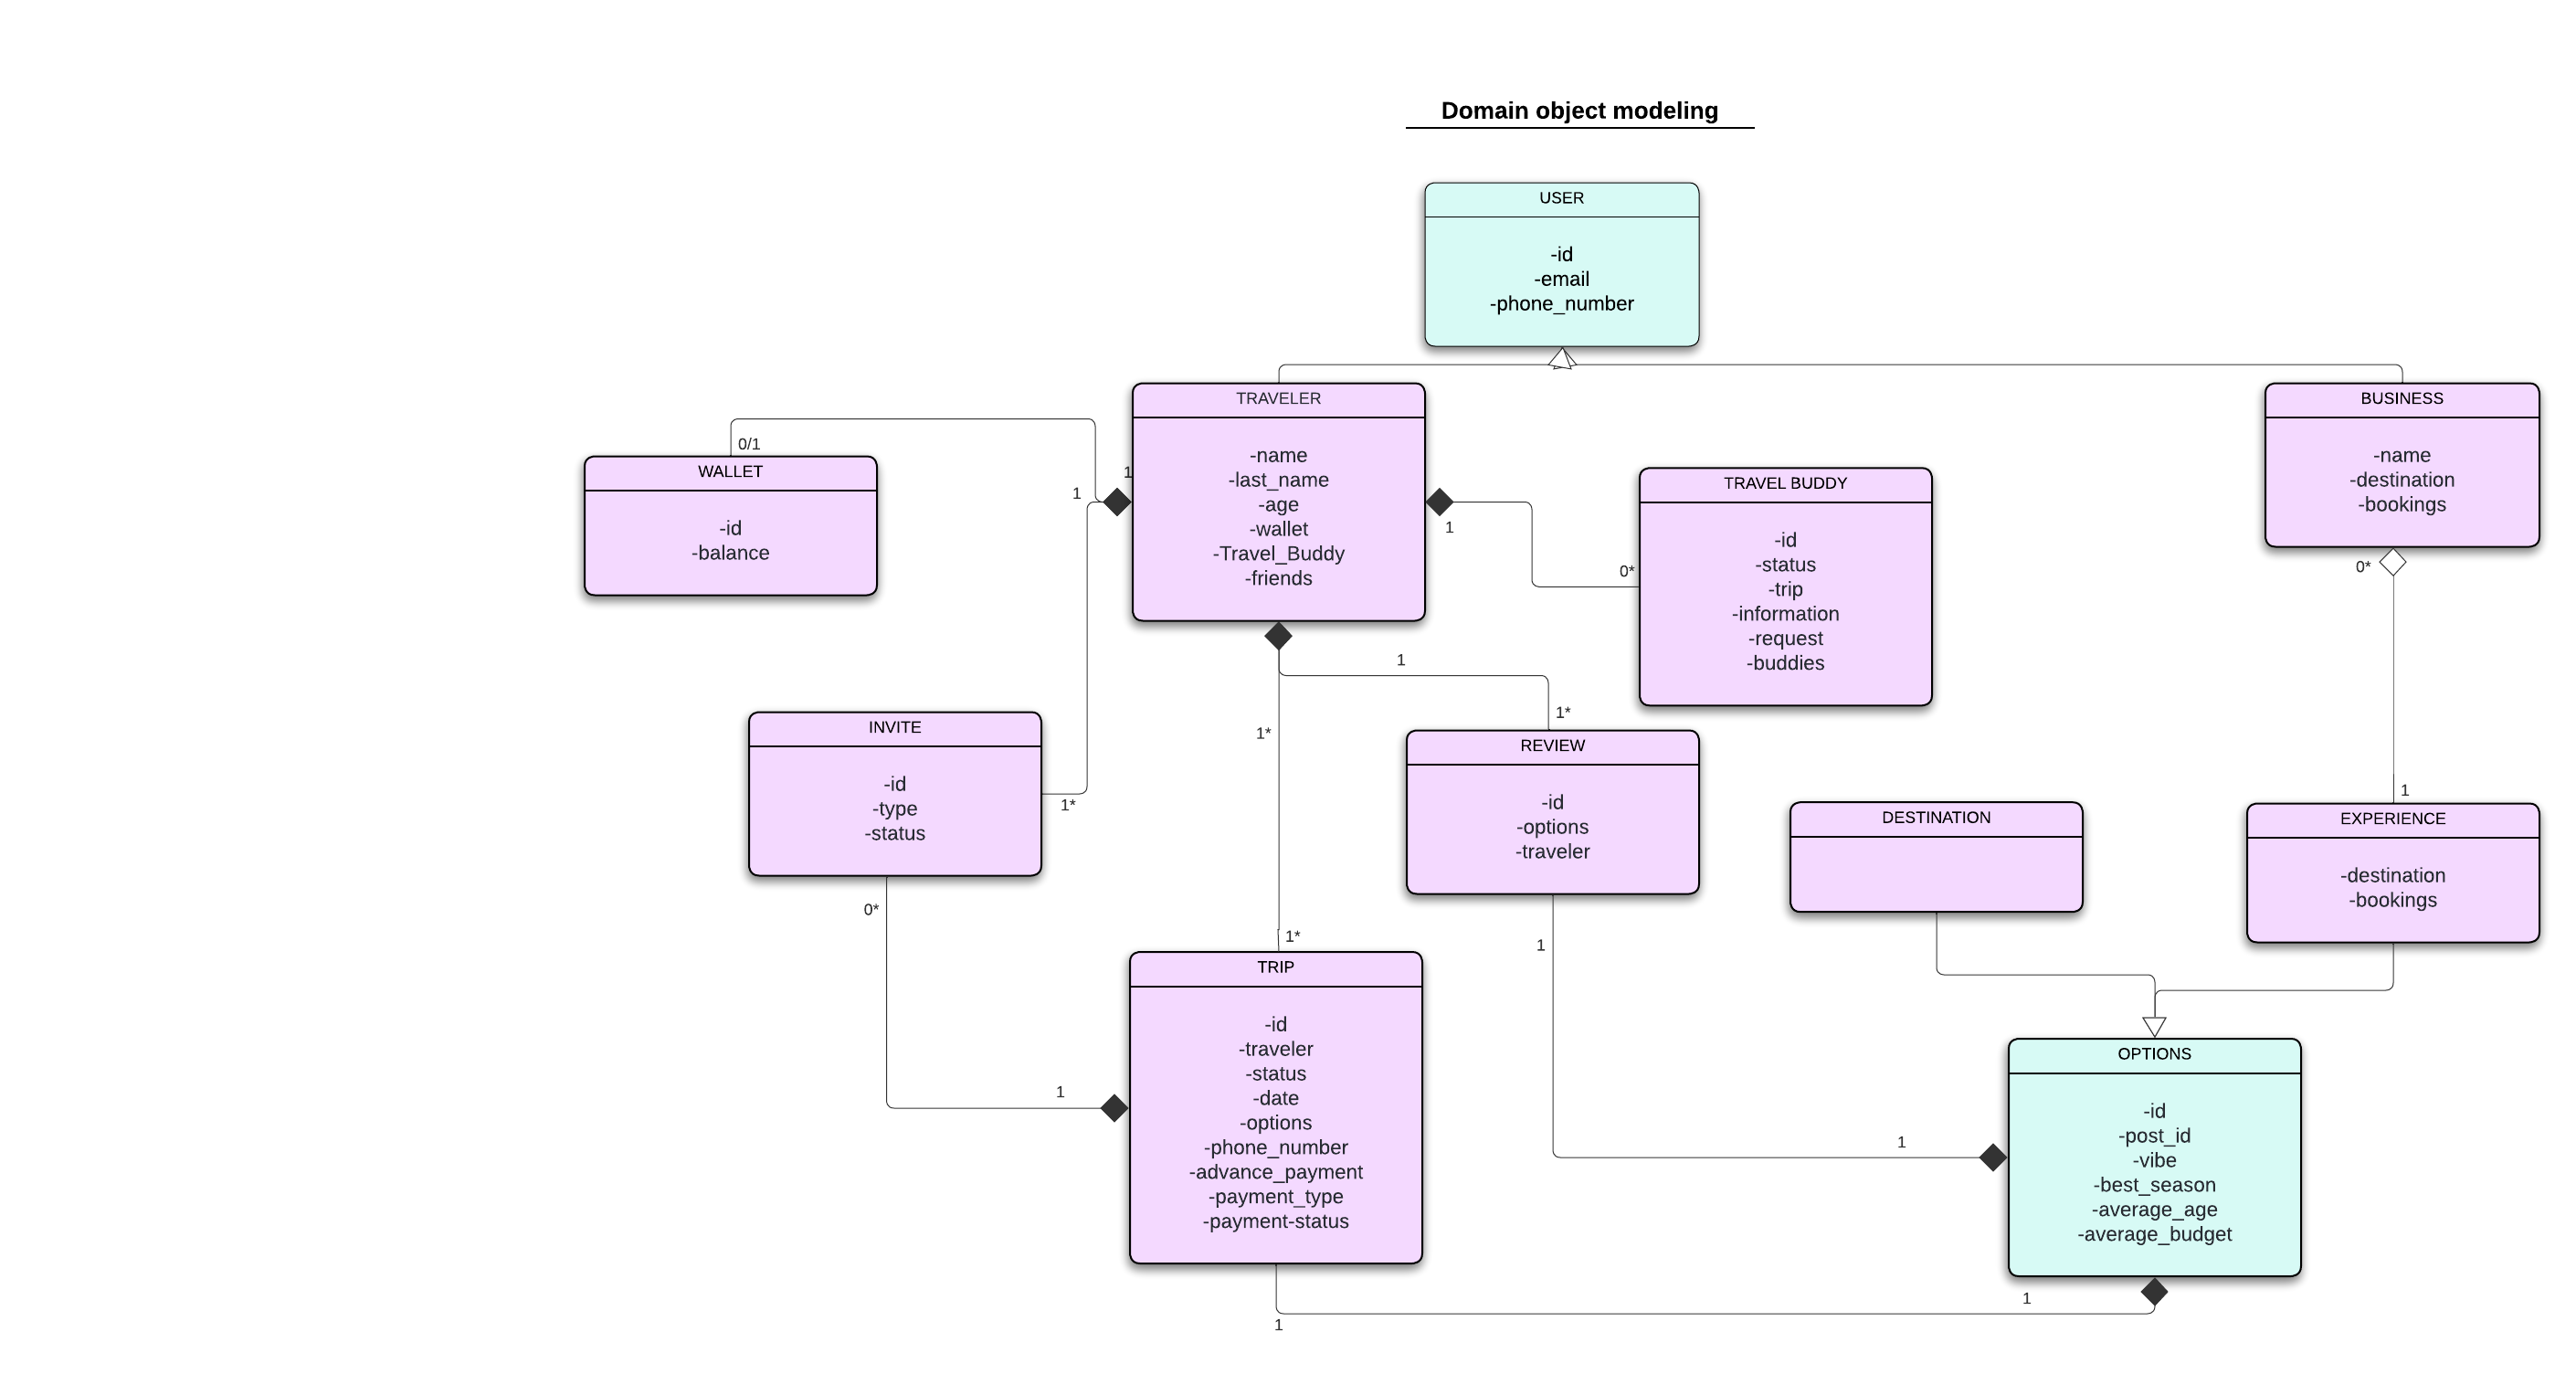 Domain object modeling
USER
-id
-email
-phone_number
TRAVELER
-name
-last_name
-age
-wallet
-Travel_Buddy
-friends
BUSINESS
-name
-destination
-bookings
0/1
1
1
WALLET
-id
-balance
TRAVEL BUDDY
-id
-status
-trip
-information
-request
-buddies
1
0*
0*
1
1*
1*
INVITE
-id
-type
-status
1*
REVIEW
-id
-options
-traveler
1
DESTINATION
EXPERIENCE
-destination
-bookings
0*
1*
1
TRIP
-id
-traveler
-status
-date
-options
-phone_number
-advance_payment
-payment_type
-payment-status
1
OPTIONS
-id
-post_id
-vibe
-best_season
-average_age
-average_budget
1
1
1